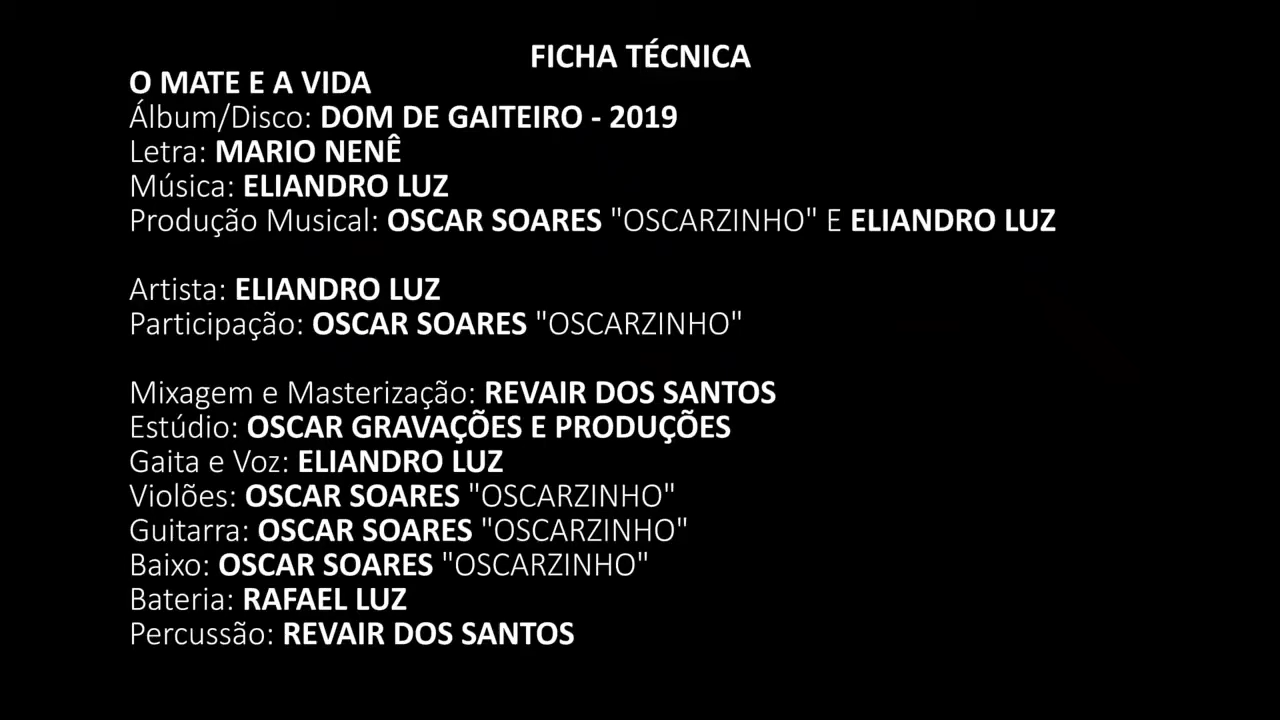 FICHA TÉCNICA
O MATE E A VIDA
Álbum/Disco: DOM DE GAITEIRO - 2019
Letra: MARIO NENÊ
Música: ELIANDRO LUZ
Produção Musical: OSCAR SOARES "OSCARZINHO" E ELIANDRO LUZ
Artista: ELIANDRO LUZ
Participação: OSCAR SOARES "OSCARZINHO"
Mixagem e Masterização: REVAIR DOS SANTOS
Estúdio: OSCAR GRAVAÇÕES E PRODUÇÕES
Gaita e Voz: ELIANDRO LUZ
Violões: OSCAR SOARES "OSCARZINHO"
Guitarra: OSCAR SOARES "OSCARZINHO"
Baixo: OSCAR SOARES "OSCARZINHO"
Bateria: RAFAEL LUZ
Percussão: REVAIR DOS SANTOS